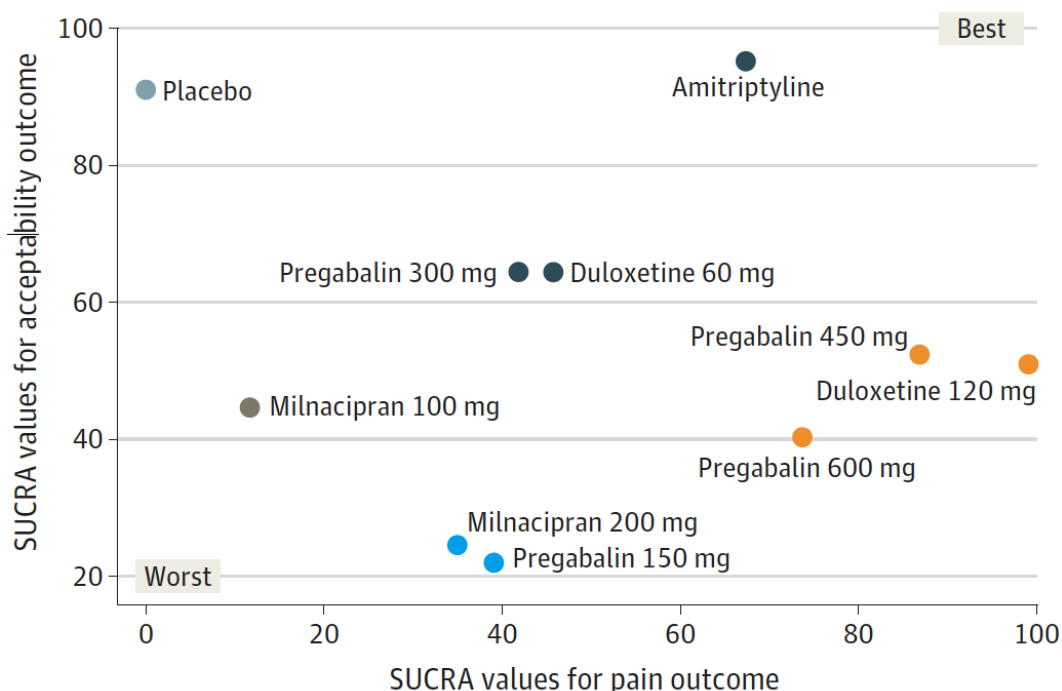 100
Best
Placebo
Amitriptyline
80
Pregabalin 300 mg
Duloxetine 60 mg
60
Pregabalin 450 mg
Duloxetine 120 mg
Milnacipran 100 mg
40
Pregabalin 600 mg
Milnacipran 200 mg
Pregabalin 150 mg
20
Worst
0 20 40 60 80 100
SUCRA values for pain outcome
SUCRA values for acceptability outcome